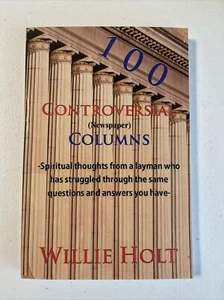 100
CONTROVERSIAL
(Newspaper)
COLUMNS
-Spiritual thoughts from a layman who
has struggled through the same
questions and answers you have-
WILLIE HOLT